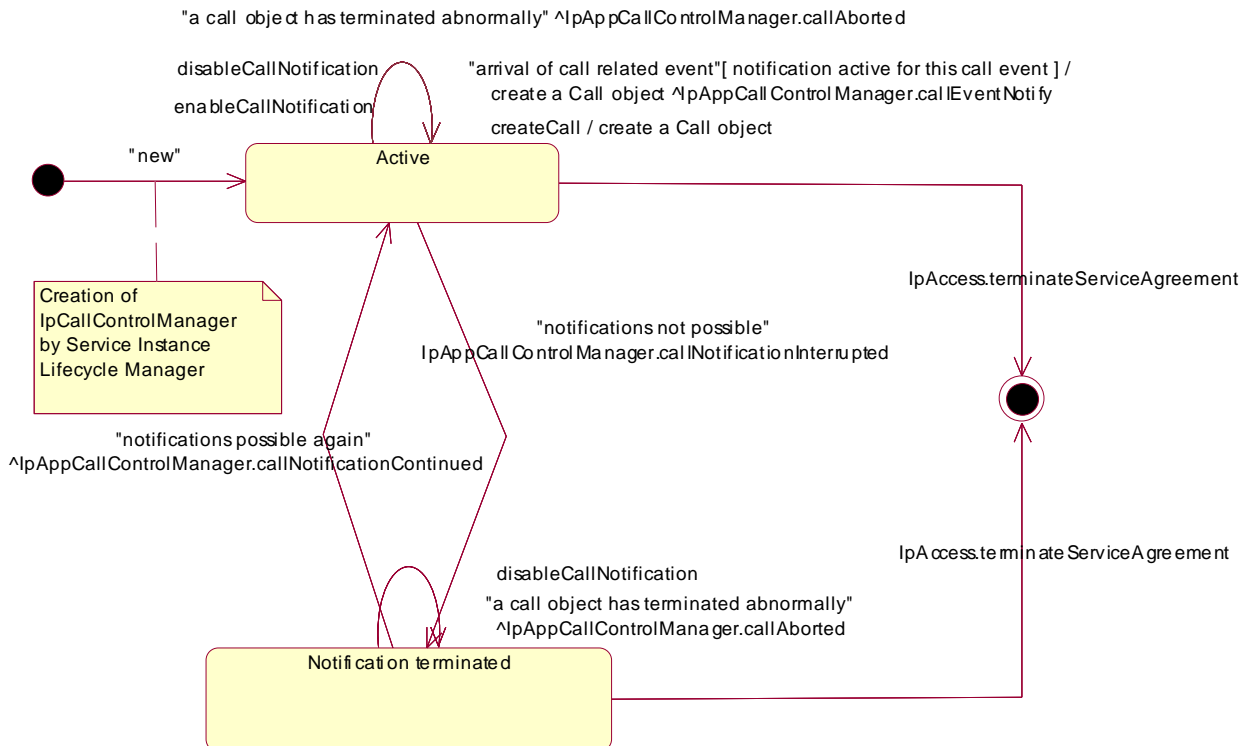 "a call object has terminated abnormally" ^IpAppCallControlManager.callAborted
disableCallNotification
"arrival of call related event"[ notification active for this call event ] /
enableCallNotification
create a Call object ^IpAppCallControlManager.callEventNotify
createCall / create a Call object
"new"
Active
Creation of
IpCallControlManager
by Service Instance
Lifecycle Manager
IpAccess.terminateServiceAgreement
"notifications not possible"
IpAppCallControlManager.callNotificationInterrupted
"notifications possible again"
^IpAppCallControlManager.callNotificationContinued
IpAccess.terminateServiceAgreement
disableCallNotification
"a call object has terminated abnormally"
^IpAppCallControlManager.callAborted
Notification terminated